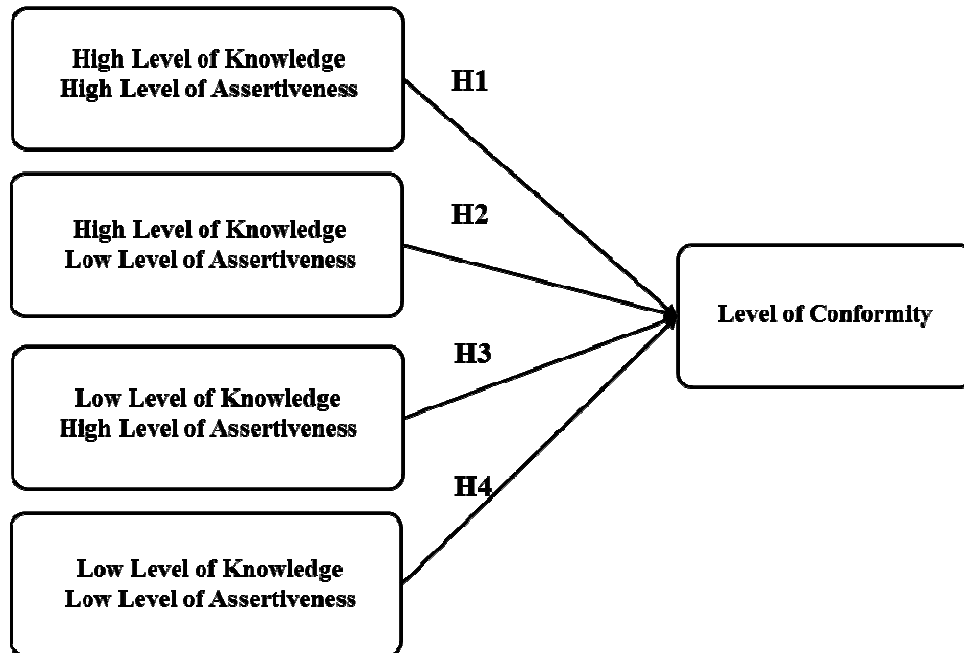 High Level of Knowledge
High Level of Assertiveness
H1
High Level of Knowledge
Low Level of Assertiveness
H2
Low Level of Knowledge
High Level of Assertiveness
H3
Low Level of Knowledge
Low Level of Assertiveness
H4
Level of Conformity